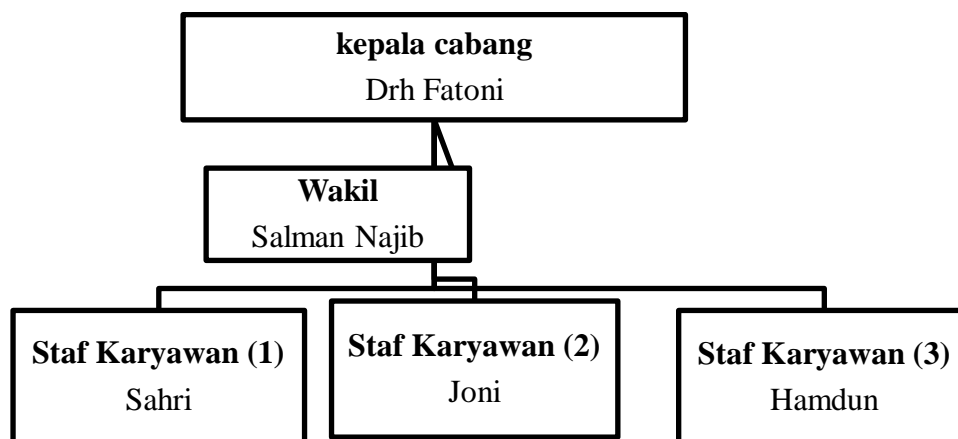 kepala cabang
Drh Fatoni
Wakil
Salman Najib
Staf Karyawan (1)
Sahri
Staf Karyawan (2)
Joni
Staf Karyawan (3)
Hamdun